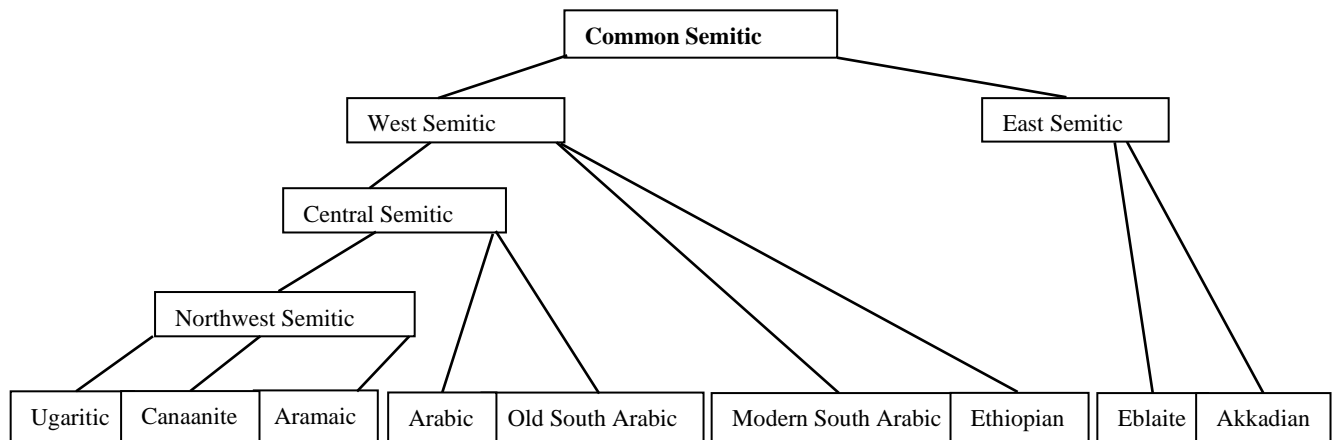 Common Semitic
West Semitic
East Semitic
Central Semitic
Northwest Semitic
Ugaritic
Canaanite
Aramaic
Arabic
Old South Arabic
Modern South Arabic
Ethiopian
Eblaite
Akkadian